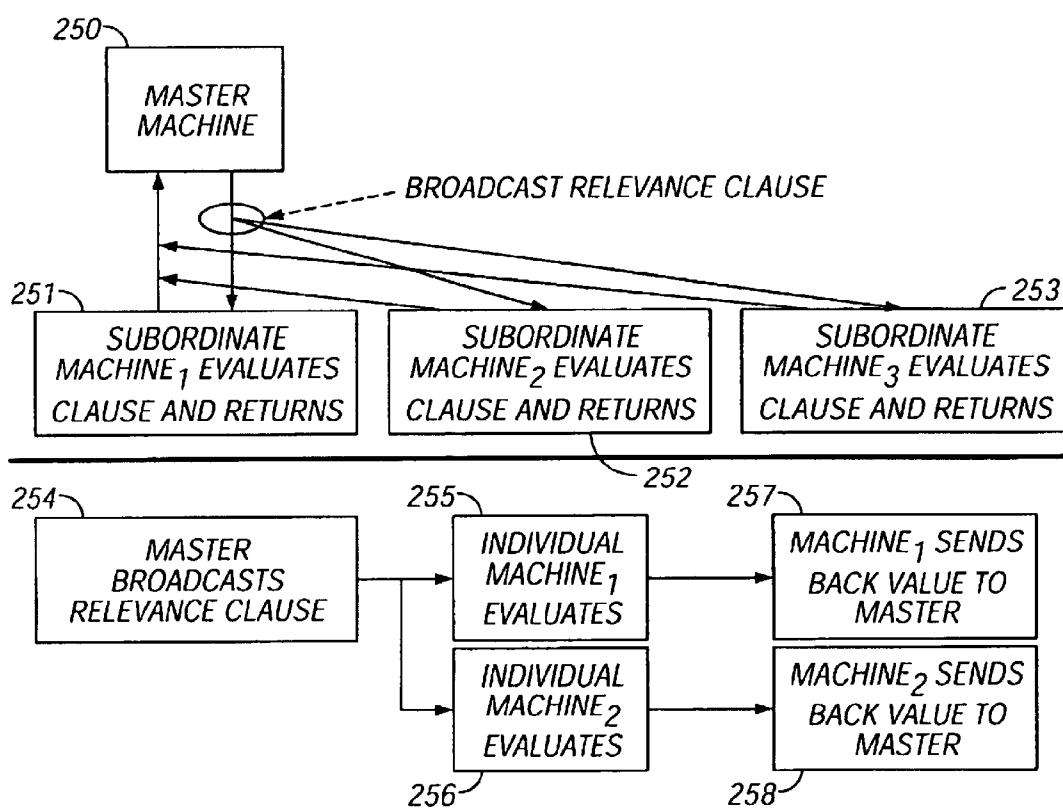 250
MASTER
MACHINE
BROADCAST RELEVANCE CLAUSE
251
SUBORDINATE
MACHINE₁ EVALUATES
CLAUSE AND RETURNS
SUBORDINATE
MACHINE₂ EVALUATES
CLAUSE AND RETURNS
252
253
SUBORDINATE
MACHINE₃ EVALUATES
CLAUSE AND RETURNS
254
MASTER
BROADCASTS
RELEVANCE CLAUSE
255
INDIVIDUAL
MACHINE₁
EVALUATES
257
MACHINE₁ SENDS
BACK VALUE TO
MASTER
INDIVIDUAL
MACHINE₂
EVALUATES
256
MACHINE₂ SENDS
BACK VALUE TO
MASTER
258